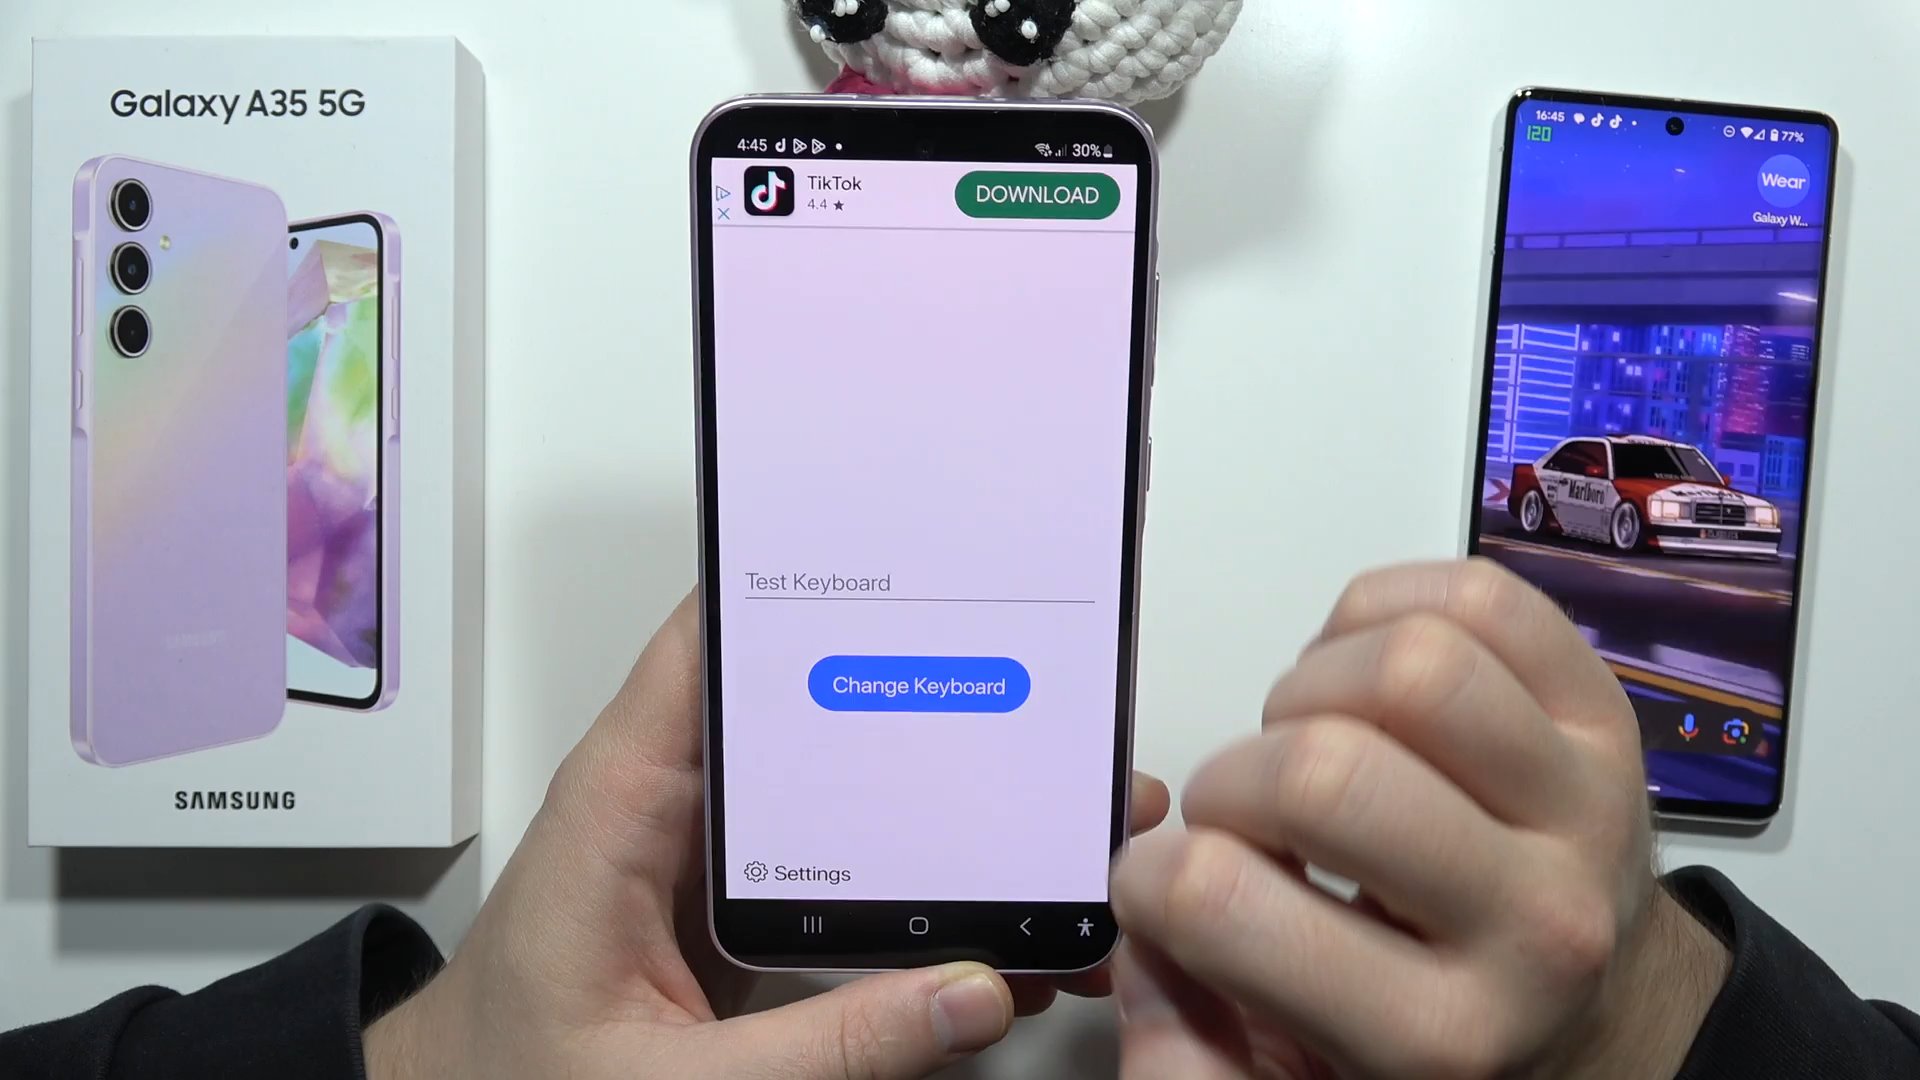 Galaxy A35 5G
SAMSUNG
4:45
30%
TikTok
4.4 ★
DOWNLOAD
Test Keyboard
Change Keyboard
Settings
16:45
77%
120
Wear
Galaxy W...
Marlboro